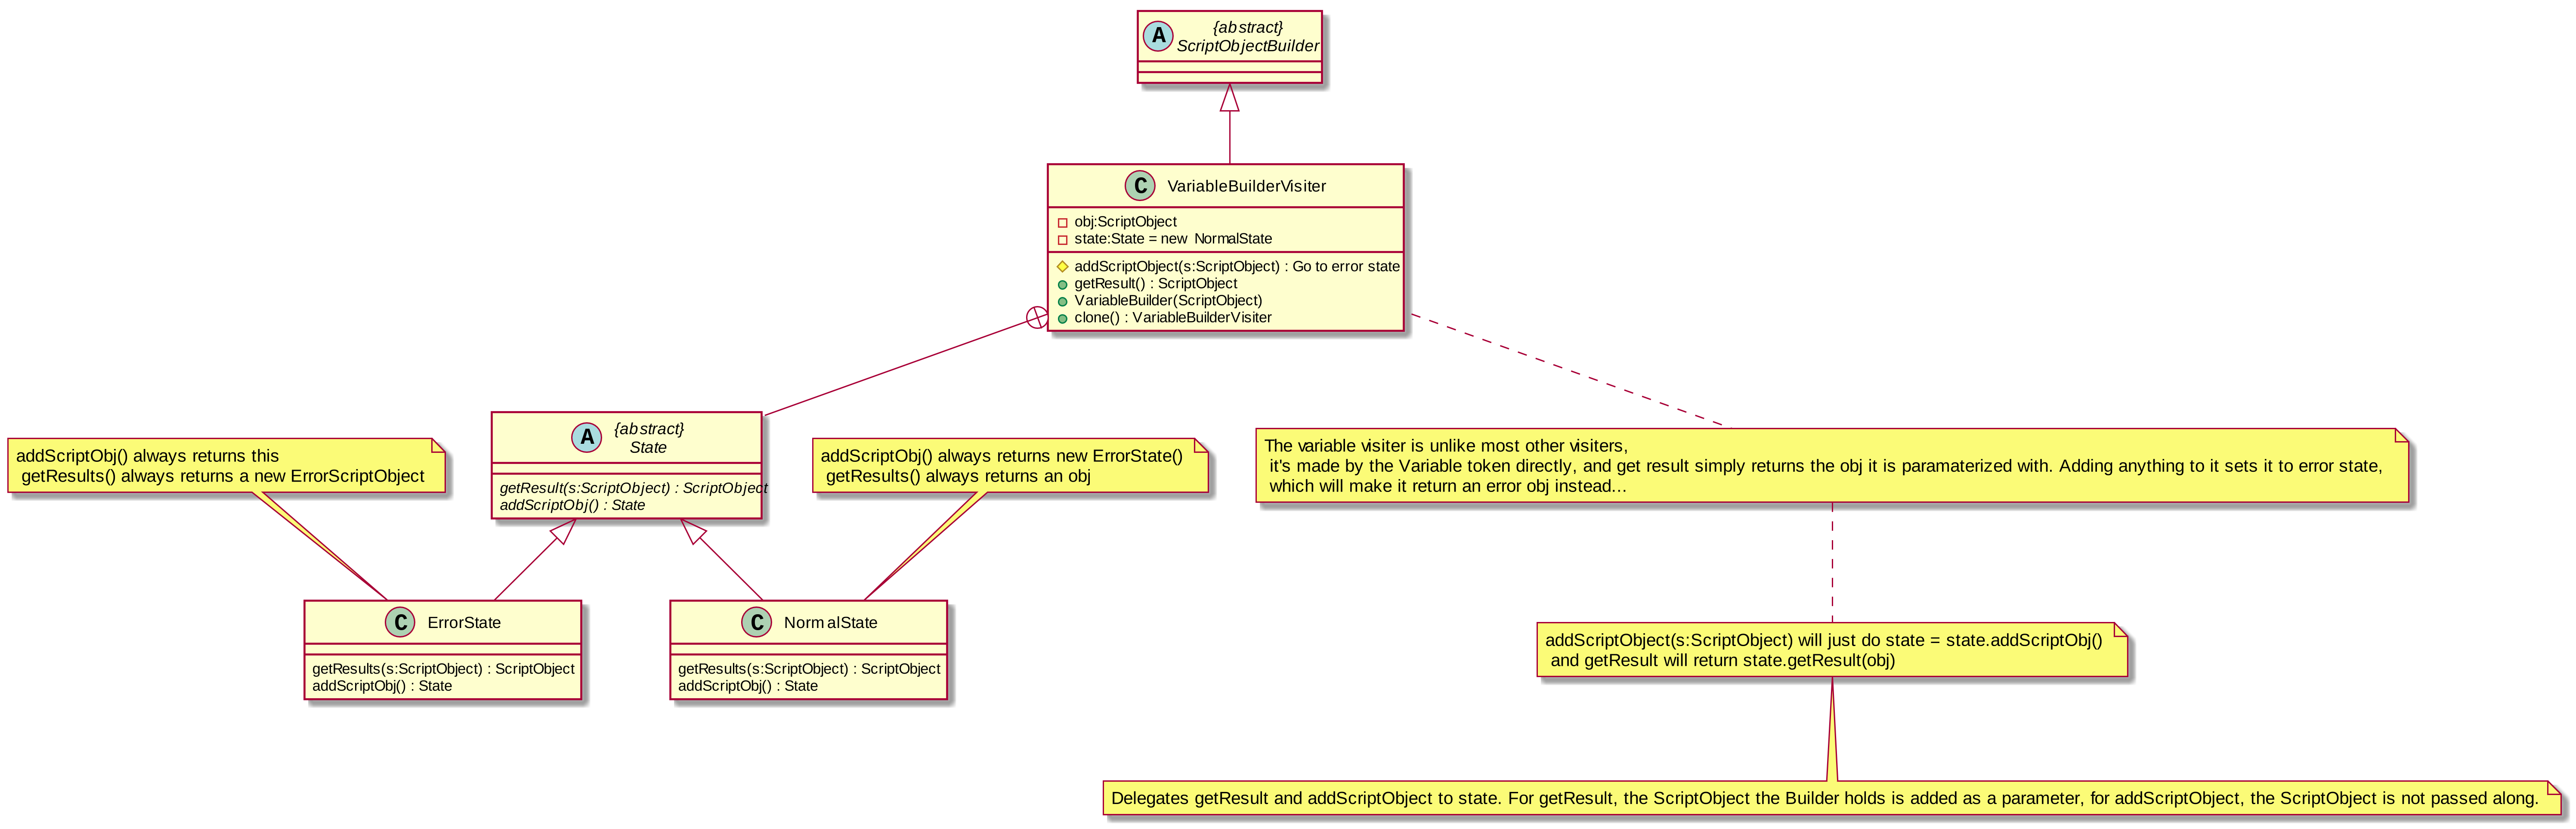 A
{abstract}
ScriptObjectBuilder
C VariableBuilderVisiter
obj:ScriptObject
state:State = new NormalState
addScriptObject(s:ScriptObject) : Go to error state
getResult() : ScriptObject
VariableBuilder(ScriptObject)
clone() : VariableBuilderVisiter
addScriptObj() always returns this
getResults() always returns a new ErrorScriptObject
A
{abstract}
State
getResult(s:ScriptObject) : ScriptObject
addScriptObj() : State
addScriptObj() always returns new ErrorState()
getResults() always returns an obj
The variable visiter is unlike most other visiters,
it's made by the Variable token directly, and get result simply returns the obj it is paramaterized with. Adding anything to it sets it to error state,
which will make it return an error obj instead...
C ErrorState
getResults(s:ScriptObject) : ScriptObject
addScriptObj() : State
C NormalState
getResults(s:ScriptObject) : ScriptObject
addScriptObj() : State
addScriptObject(s:ScriptObject) will just do state = state.addScriptObj()
and getResult will return state.getResult(obj)
Delegates getResult and addScriptObject to state. For getResult, the ScriptObject the Builder holds is added as a parameter, for addScriptObject, the ScriptObject is not passed along.